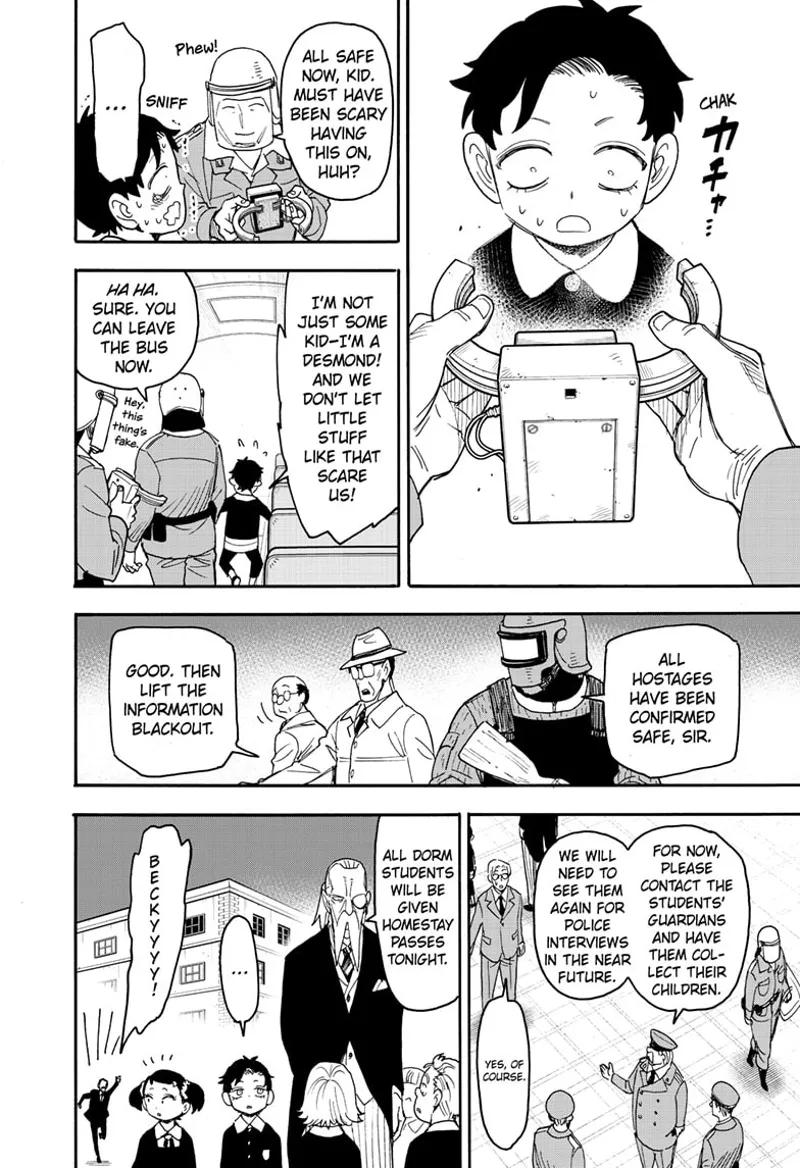 CHAK
カチャ…
ALL SAFE
NOW, KID.
MUST HAVE
BEEN SCARY
HAVING
THIS ON,
HUH?
Phew!
SNIFF
...
I'M NOT
JUST SOME
KID–I'M A
DESMOND!
AND WE
DON'T LET
LITTLE
STUFF
LIKE THAT
SCARE
US!
HA HA.
SURE. YOU
CAN LEAVE
THE BUS
NOW.
Hey,
this
thing's
fake.
ALL
HOSTAGES
HAVE BEEN
CONFIRMED
SAFE, SIR.
GOOD. THEN
LIFT THE
INFORMATION
BLACKOUT.
FOR NOW,
PLEASE
CONTACT THE
STUDENTS'
GUARDIANS
AND HAVE
THEM COL-
LECT THEIR
CHILDREN.
WE WILL
NEED TO
SEE THEM
AGAIN FOR
POLICE
INTERVIEWS
IN THE NEAR
FUTURE.
YES, OF
COURSE.
ALL DORM
STUDENTS
WILL BE
GIVEN
HOMESTAY
PASSES
TONIGHT.
...
BECKYYYYY!